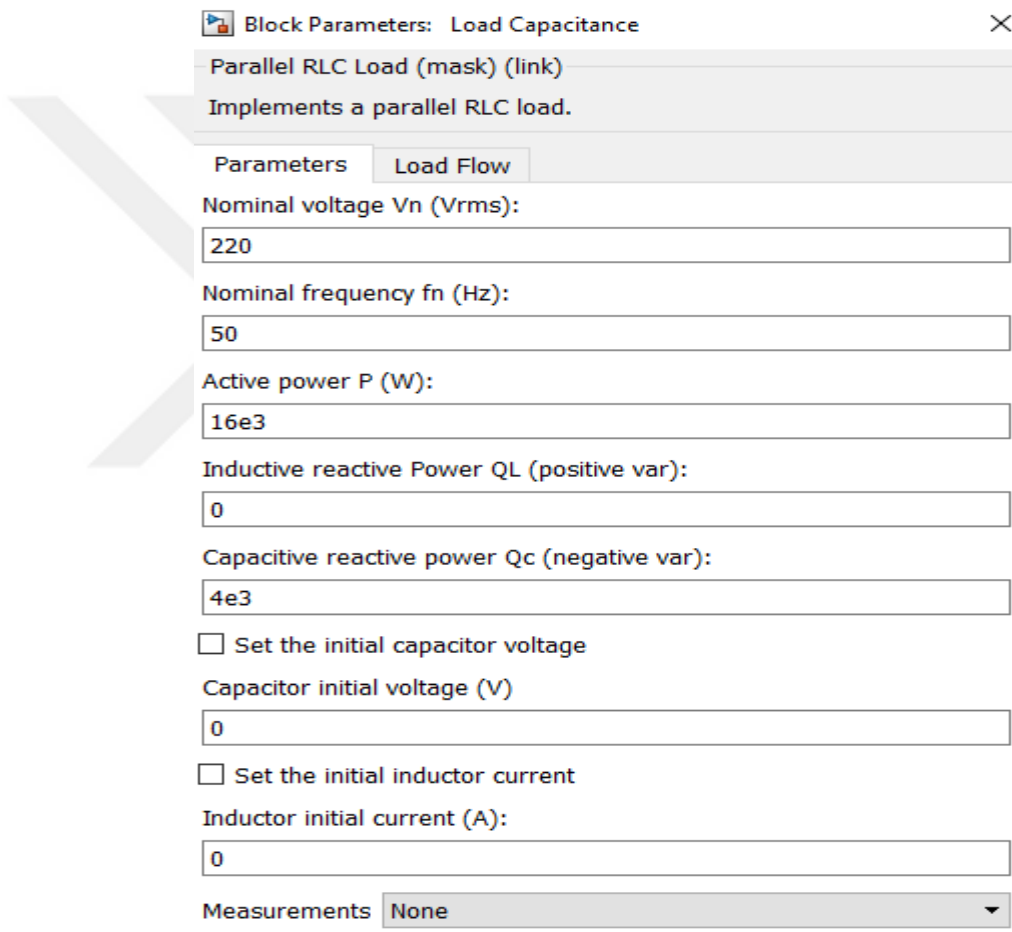 Block Parameters: Load Capacitance
Parallel RLC Load (mask) (link)
Implements a parallel RLC load.
Parameters Load Flow
Nominal voltage Vn (Vrms):
220
Nominal frequency fn (Hz):
50
Active power P (W):
16e3
Inductive reactive Power QL (positive var):
0
Capacitive reactive power Qc (negative var):
4e3
Set the initial capacitor voltage
Capacitor initial voltage (V)
0
Set the initial inductor current
Inductor initial current (A):
0
Measurements None